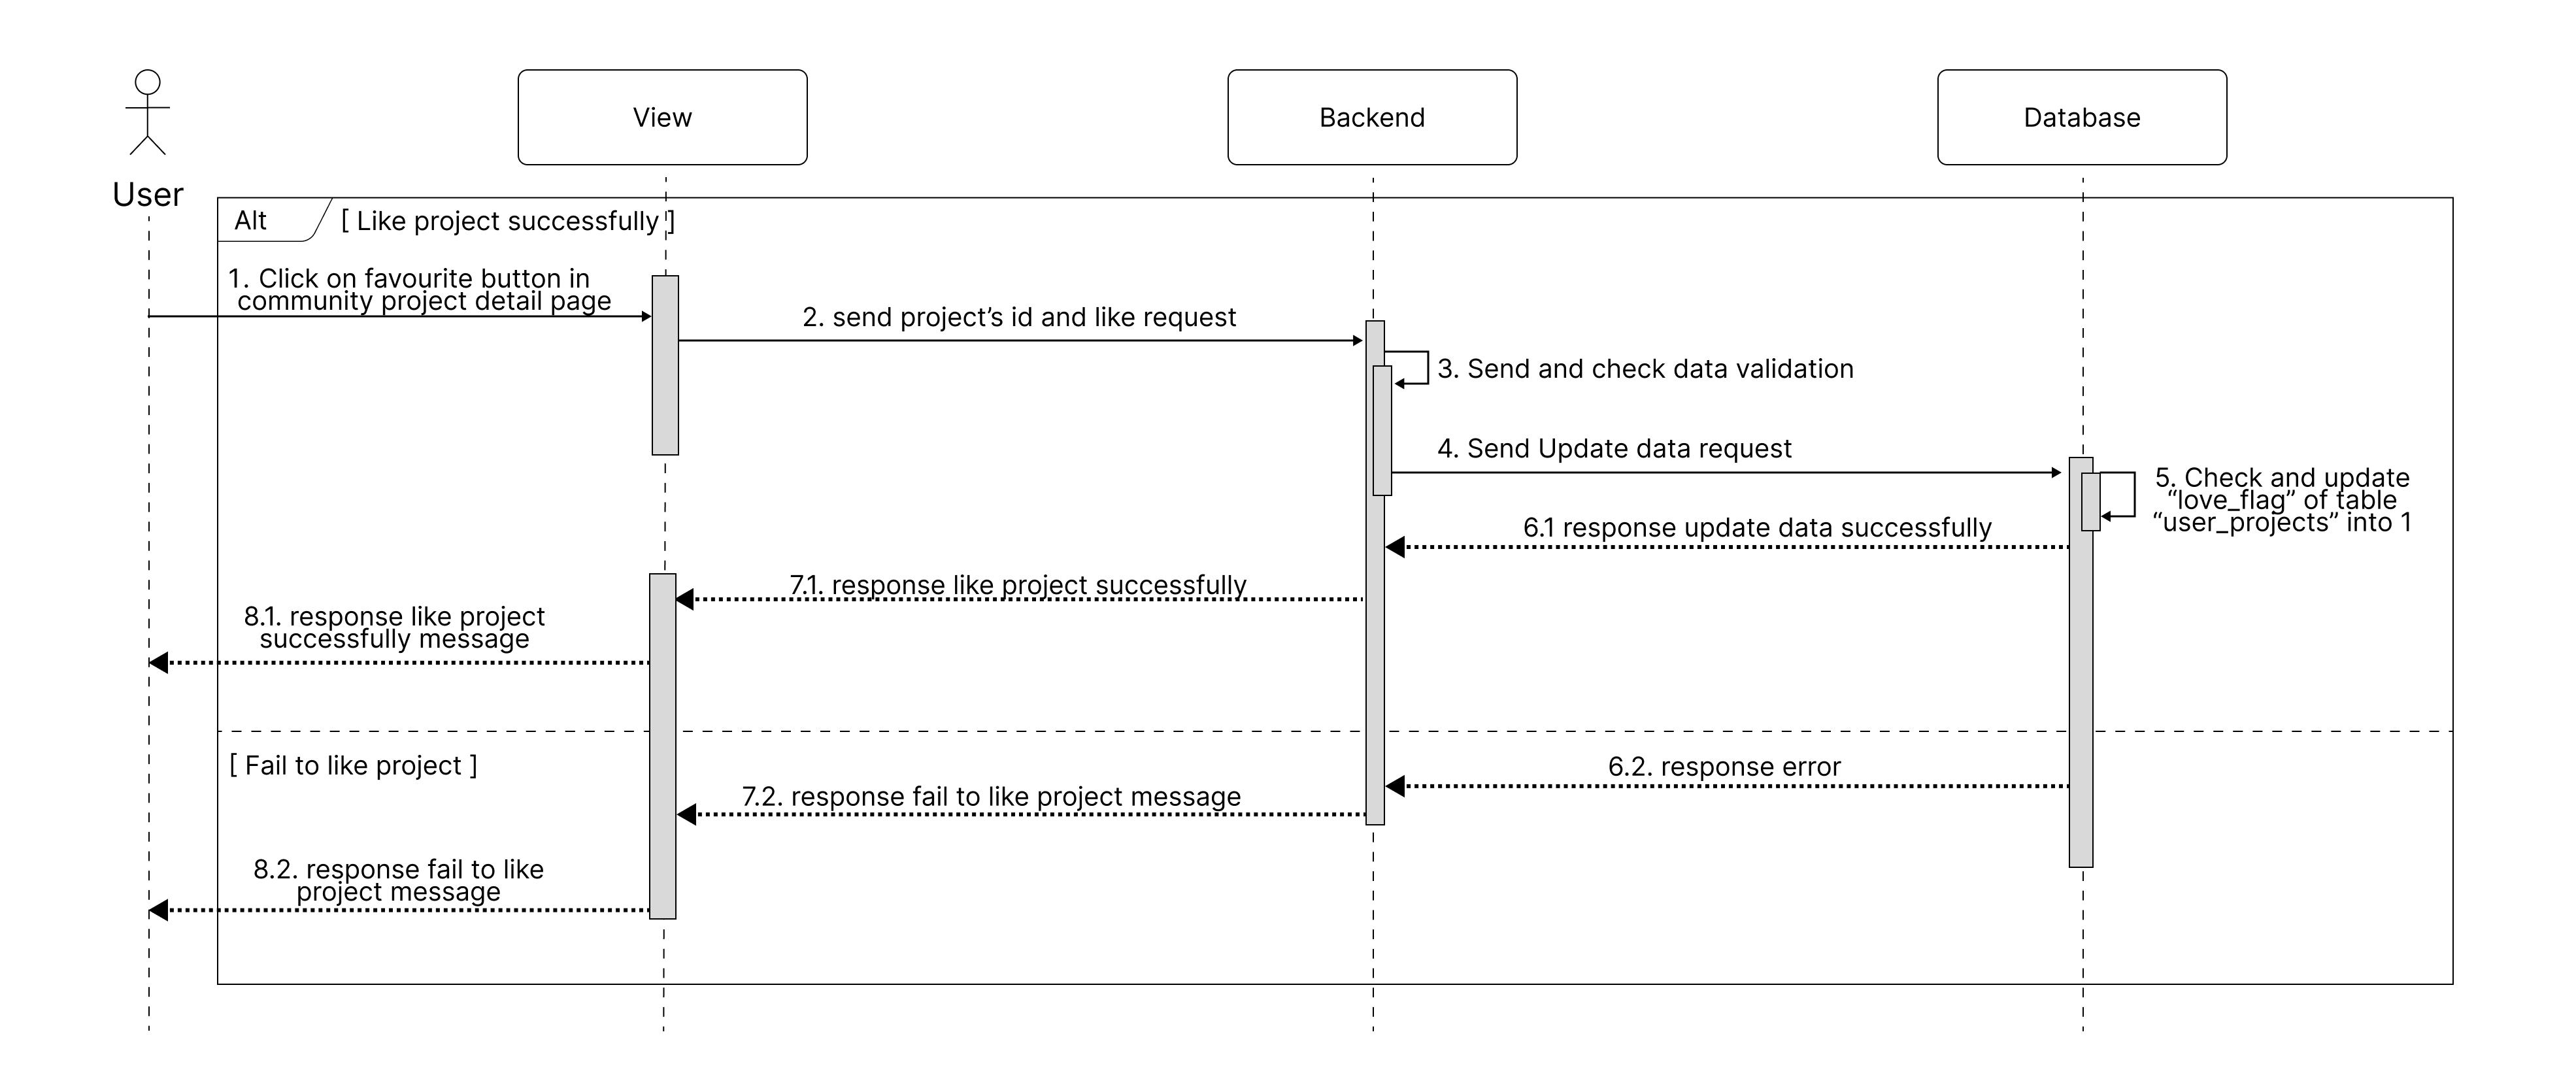 View
Backend
Database
User
Alt
[ Like project successfully ]
1. Click on favourite button in
community project detail page
2. send project’s id and like request
3. Send and check data validation
4. Send Update data request
5. Check and update
“love_flag” of table
“user_projects” into 1
6.1 response update data successfully
7.1. response like project successfully
8.1. response like project
successfully message
[ Fail to like project ]
6.2. response error
7.2. response fail to like project message
8.2. response fail to like
project message